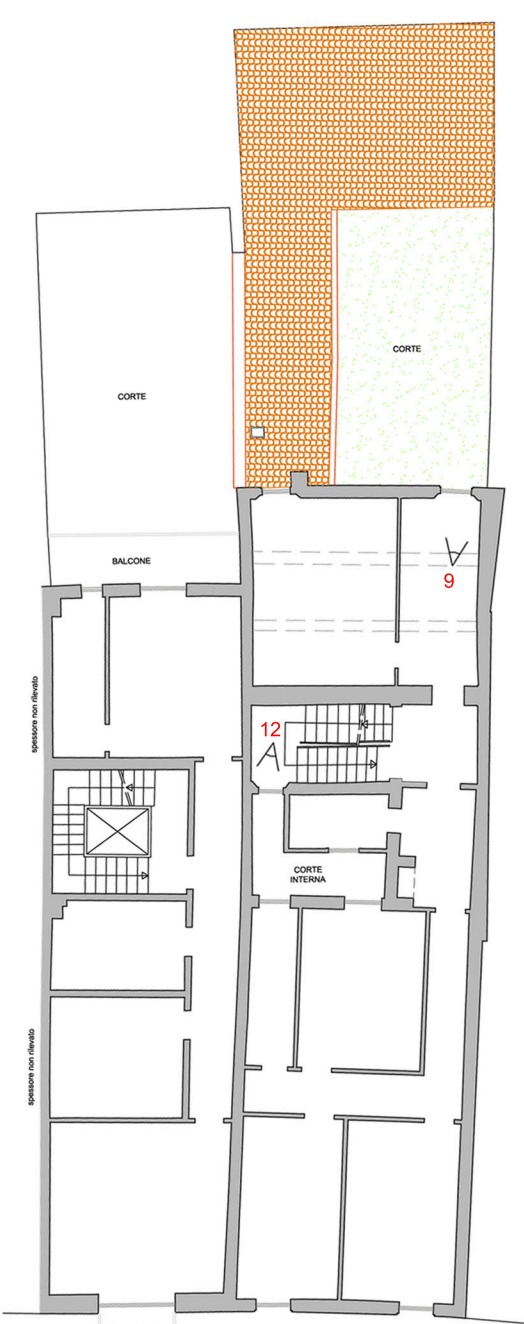 CORTE
CORTE
BALCONE
9
spessore non rilevato
12
CORTE
INTERNA
spessore non rilevato